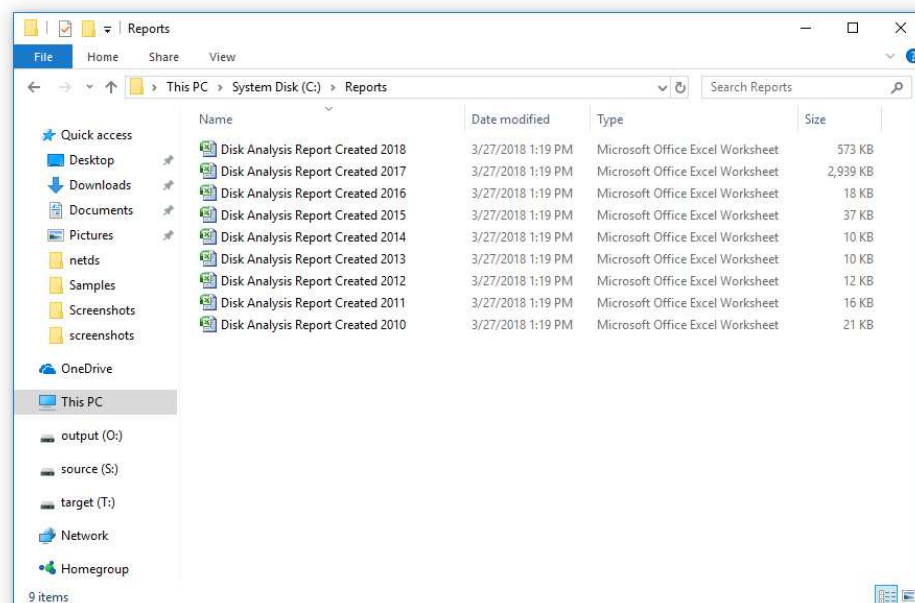 Reports
File Home Share View
This PC > System Disk (C:) > Reports
Search Reports
Name Date modified Type Size
Quick access
Desktop
Downloads
Documents
Pictures
netds
Samples
Screenshots
screenshots
OneDrive
This PC
output (O:)
source (S:)
target (T:)
Network
Homegroup
Disk Analysis Report Created 2018 3/27/2018 1:19 PM Microsoft Office Excel Worksheet 573 KB
Disk Analysis Report Created 2017 3/27/2018 1:19 PM Microsoft Office Excel Worksheet 2,939 KB
Disk Analysis Report Created 2016 3/27/2018 1:19 PM Microsoft Office Excel Worksheet 18 KB
Disk Analysis Report Created 2015 3/27/2018 1:19 PM Microsoft Office Excel Worksheet 37 KB
Disk Analysis Report Created 2014 3/27/2018 1:19 PM Microsoft Office Excel Worksheet 10 KB
Disk Analysis Report Created 2013 3/27/2018 1:19 PM Microsoft Office Excel Worksheet 10 KB
Disk Analysis Report Created 2012 3/27/2018 1:19 PM Microsoft Office Excel Worksheet 12 KB
Disk Analysis Report Created 2011 3/27/2018 1:19 PM Microsoft Office Excel Worksheet 16 KB
Disk Analysis Report Created 2010 3/27/2018 1:19 PM Microsoft Office Excel Worksheet 21 KB
9 items